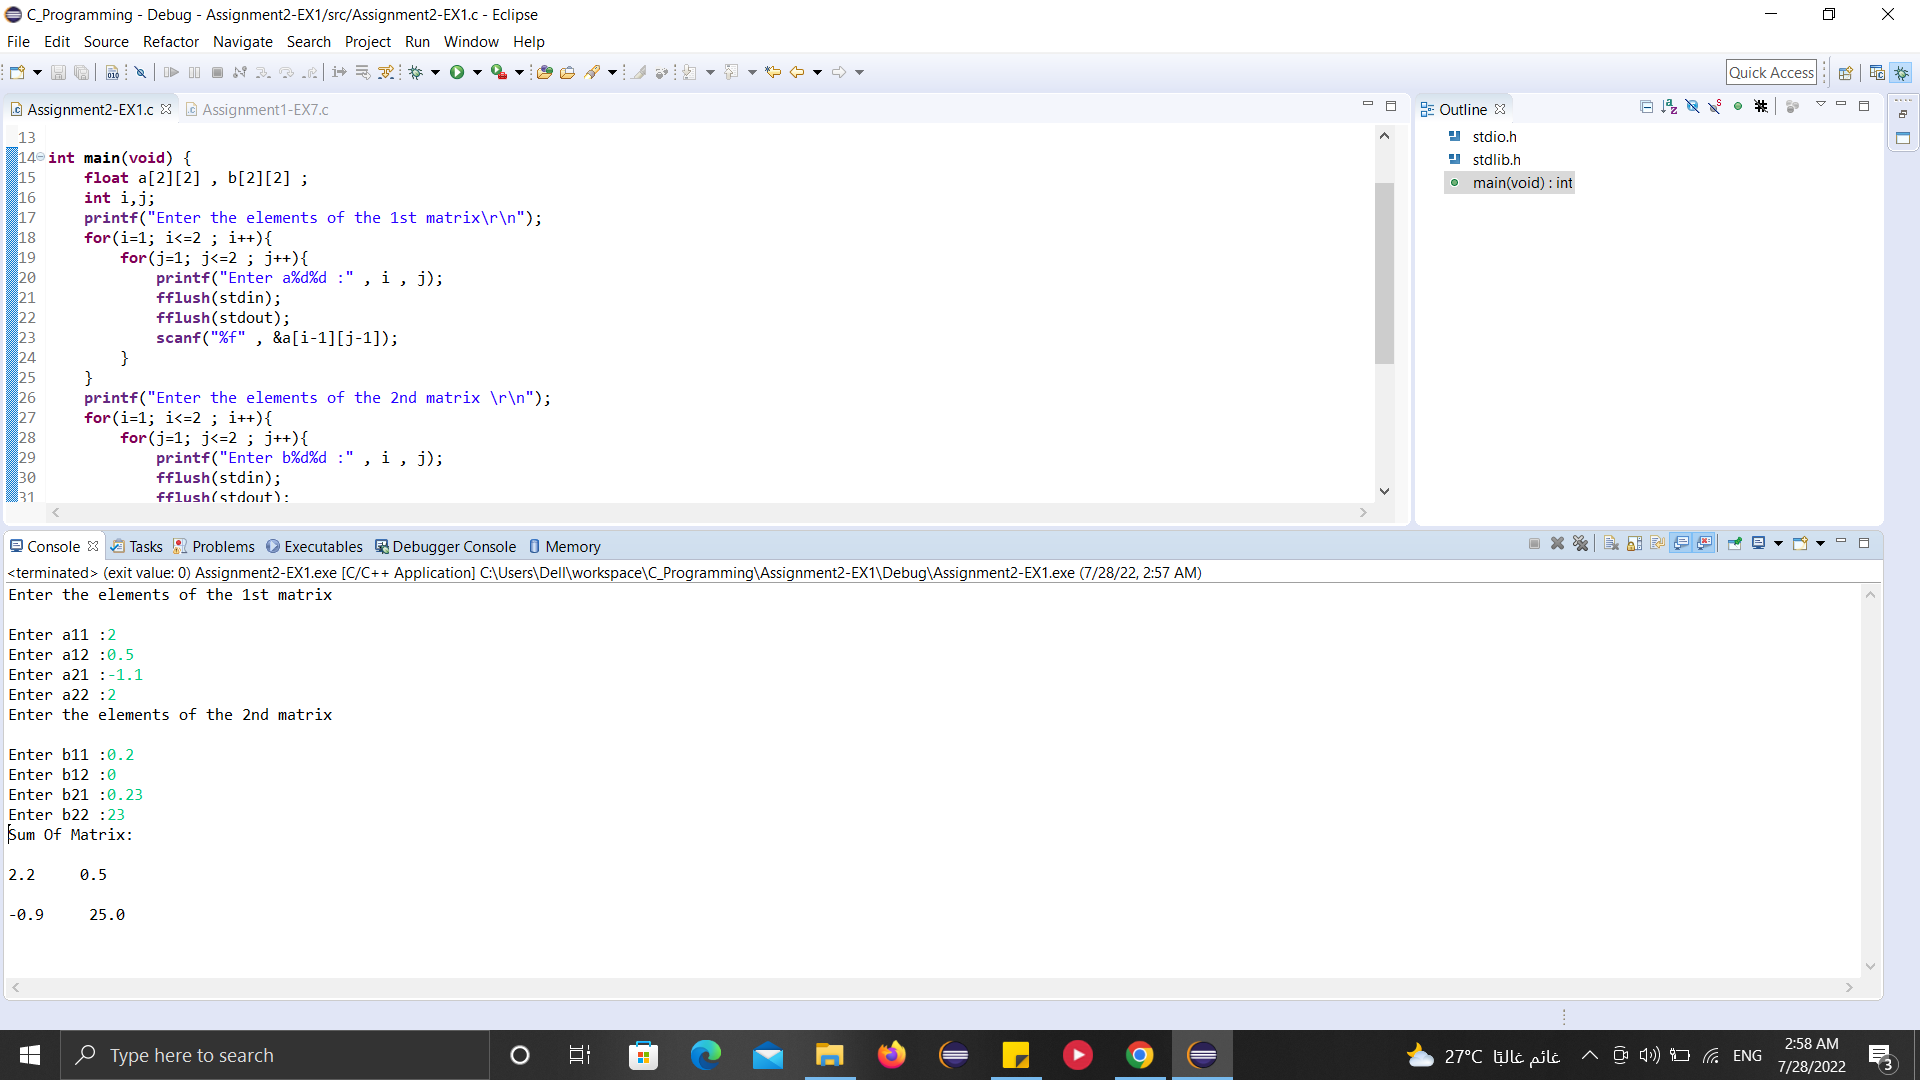 C_Programming - Debug - Assignment2-EX1/src/Assignment2-EX1.c - Eclipse
File Edit Source Refactor Navigate Search Project Run Window Help
Quick Access
Assignment2-EX1.c Assignment1-EX7.c
13
14 int main(void) {
15 float a[2][2] , b[2][2] ;
16 int i,j;
17 printf("Enter the elements of the 1st matrix\r\n");
18 for(i=1; i<=2 ; i++){
19 for(j=1; j<=2 ; j++){
20 printf("Enter a%d%d :" , i , j);
21 fflush(stdin);
22 fflush(stdout);
23 scanf("%f" , &a[i-1][j-1]);
24 }
25 }
26 printf("Enter the elements of the 2nd matrix \r\n");
27 for(i=1; i<=2 ; i++){
28 for(j=1; j<=2 ; j++){
29 printf("Enter b%d%d :" , i , j);
30 fflush(stdin);
31 fflush(stdout);
Outline
stdio.h
stdlib.h
main(void) : int
Console Tasks Problems Executables Debugger Console Memory
<terminated> (exit value: 0) Assignment2-EX1.exe [C/C++ Application] C:\Users\Dell\workspace\C_Programming\Assignment2-EX1\Debug\Assignment2-EX1.exe (7/28/22, 2:57 AM)
Enter the elements of the 1st matrix
Enter a11 :2
Enter a12 :0.5
Enter a21 :-1.1
Enter a22 :2
Enter the elements of the 2nd matrix
Enter b11 :0.2
Enter b12 :0
Enter b21 :0.23
Enter b22 :23
Sum Of Matrix:
2.2 0.5
-0.9 25.0
Type here to search
27°C غائم غالبًا
ENG
2:58 AM
7/28/2022
3